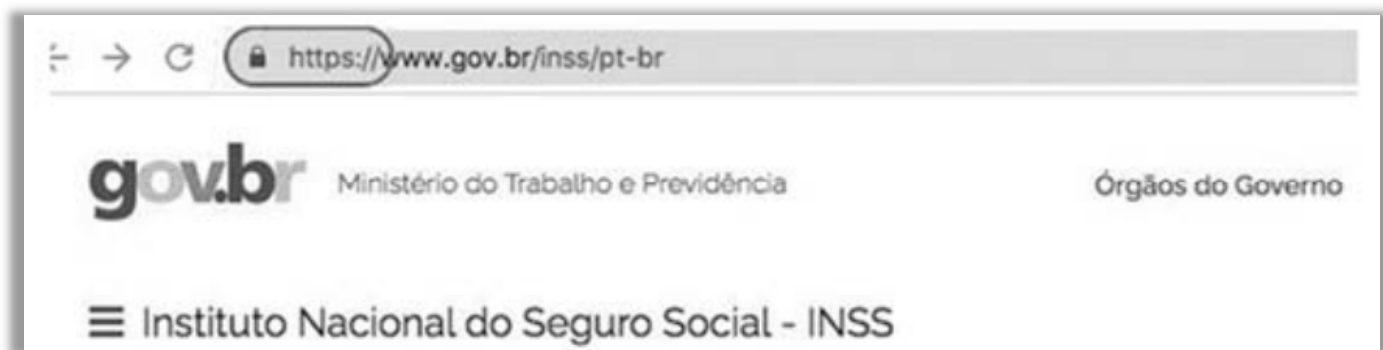 https://www.gov.br/inss/pt-br
gov.br Ministério do Trabalho e Previdência Órgãos do Governo
Instituto Nacional do Seguro Social - INSS